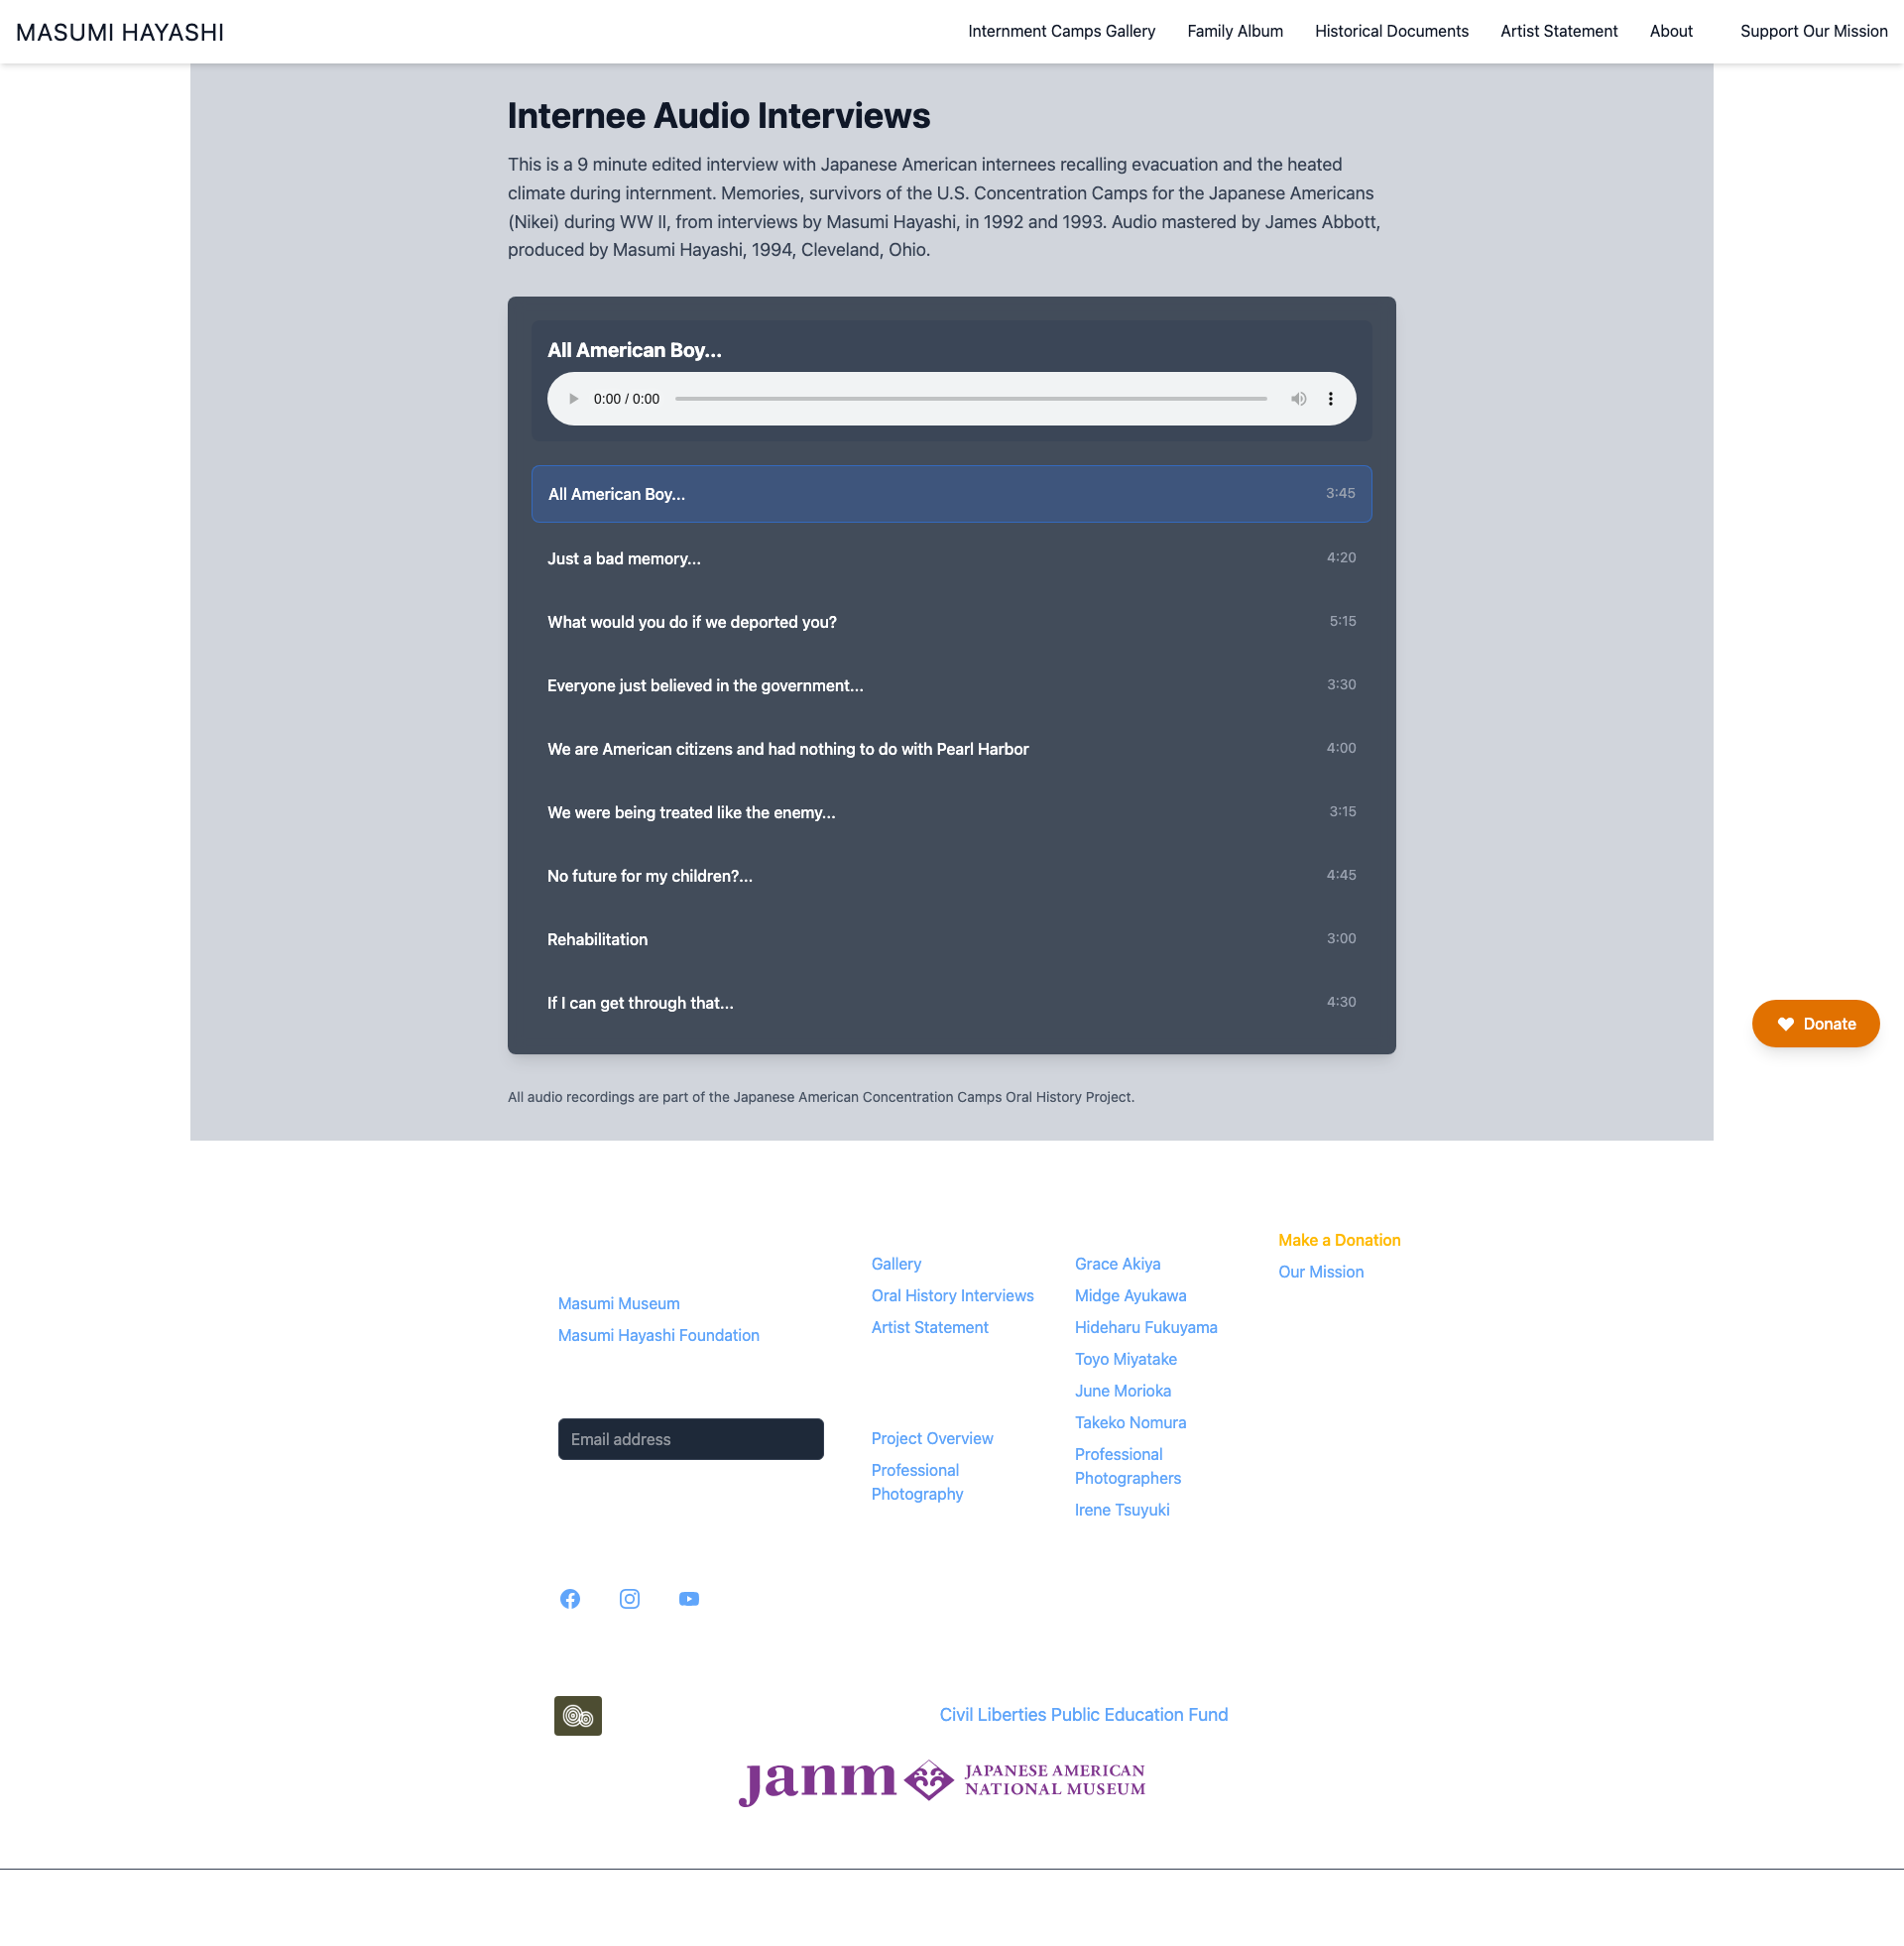 MASUMI HAYASHI
Internment Camps Gallery
Family Album
Historical Documents
Artist Statement
About
Support Our Mission
Internee Audio Interviews
This is a 9 minute edited interview with Japanese American internees recalling evacuation and the heated
climate during internment. Memories, survivors of the U.S. Concentration Camps for the Japanese Americans
(Nikei) during WW II, from interviews by Masumi Hayashi, in 1992 and 1993. Audio mastered by James Abbott,
produced by Masumi Hayashi, 1994, Cleveland, Ohio.
All American Boy...
0:00 / 0:00
All American Boy... 3:45
Just a bad memory... 4:20
What would you do if we deported you? 5:15
Everyone just believed in the government... 3:30
We are American citizens and had nothing to do with Pearl Harbor 4:00
We were being treated like the enemy... 3:15
No future for my children?... 4:45
Rehabilitation 3:00
If I can get through that... 4:30
Donate
All audio recordings are part of the Japanese American Concentration Camps Oral History Project.
Masumi Museum
Masumi Hayashi Foundation
Email address
Gallery
Oral History Interviews
Artist Statement
Project Overview
Professional
Photography
Grace Akiya
Midge Ayukawa
Hideharu Fukuyama
Toyo Miyatake
June Morioka
Takeko Nomura
Professional
Photographers
Irene Tsuyuki
Make a Donation
Our Mission
Civil Liberties Public Education Fund
janm JAPANESE AMERICAN
NATIONAL MUSEUM